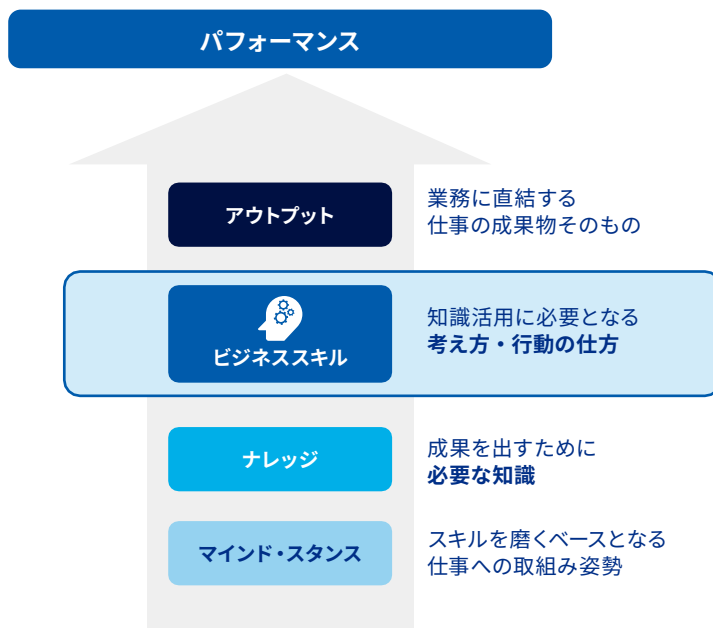 パフォーマンス
アウトプット
業務に直結する
仕事の成果物そのもの
ビジネススキル
知識活用に必要となる
考え方・行動の仕方
ナレッジ
成果を出すために
必要な知識
マインド・スタンス
スキルを磨くベースとなる
仕事への取組み姿勢